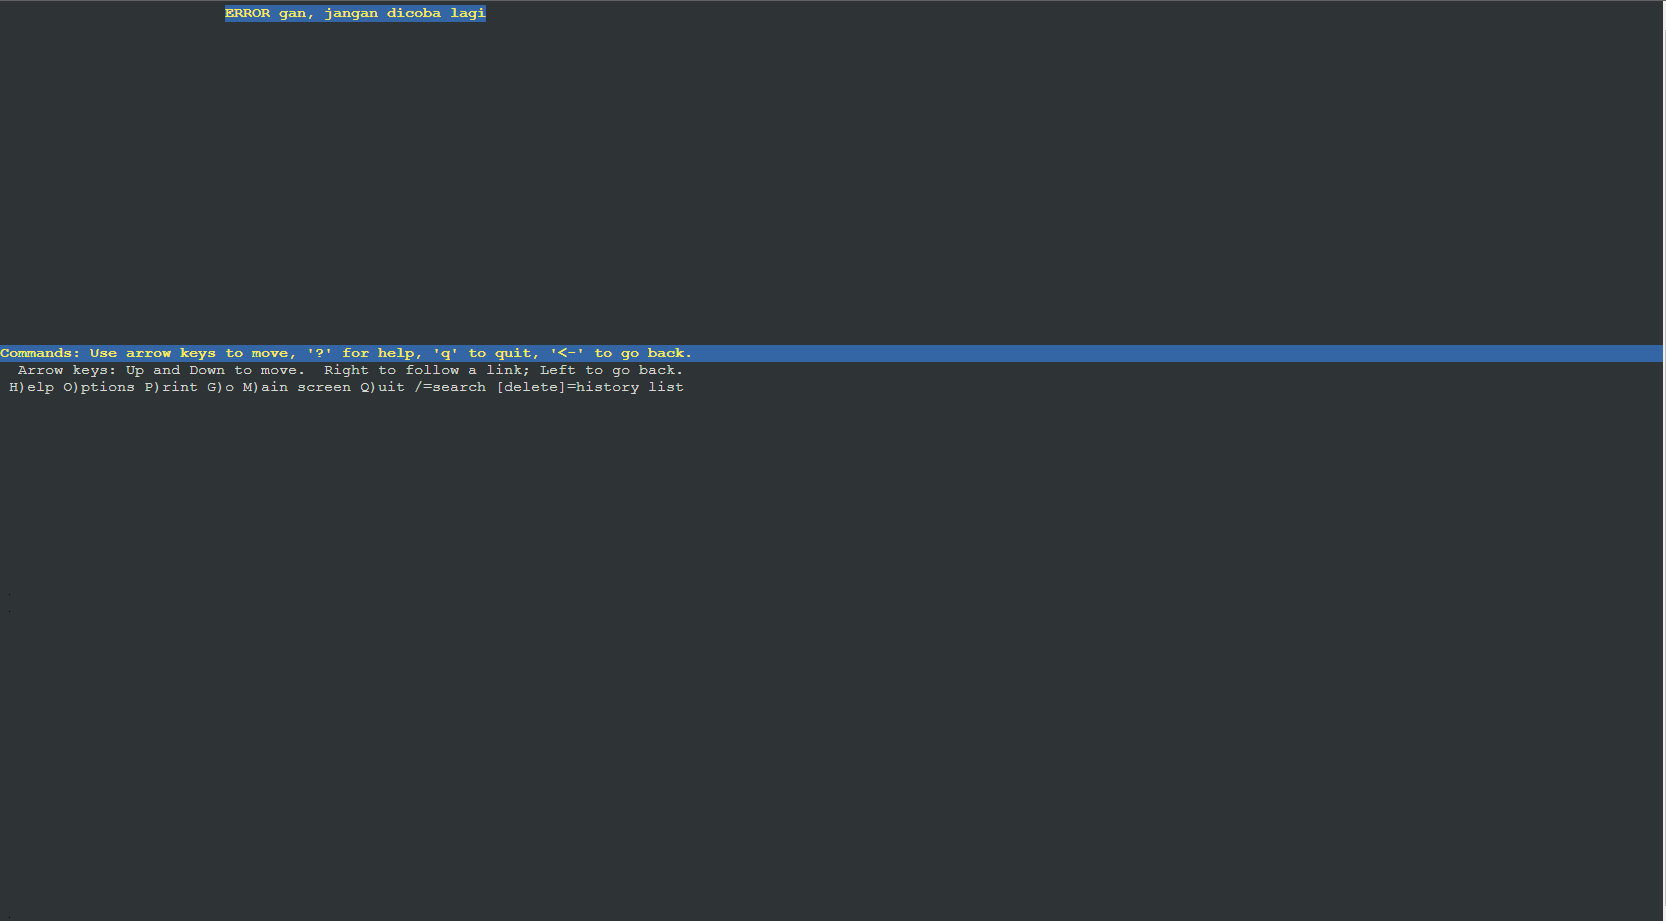 ERROR gan, jangan dicoba lagi
Commands: Use arrow keys to move, '?' for help, 'q' to quit, '<-' to go back.
Arrow keys: Up and Down to move.  Right to follow a link; Left to go back.
H)elp O)ptions P)rint G)o M)ain screen Q)uit /=search [delete]=history list